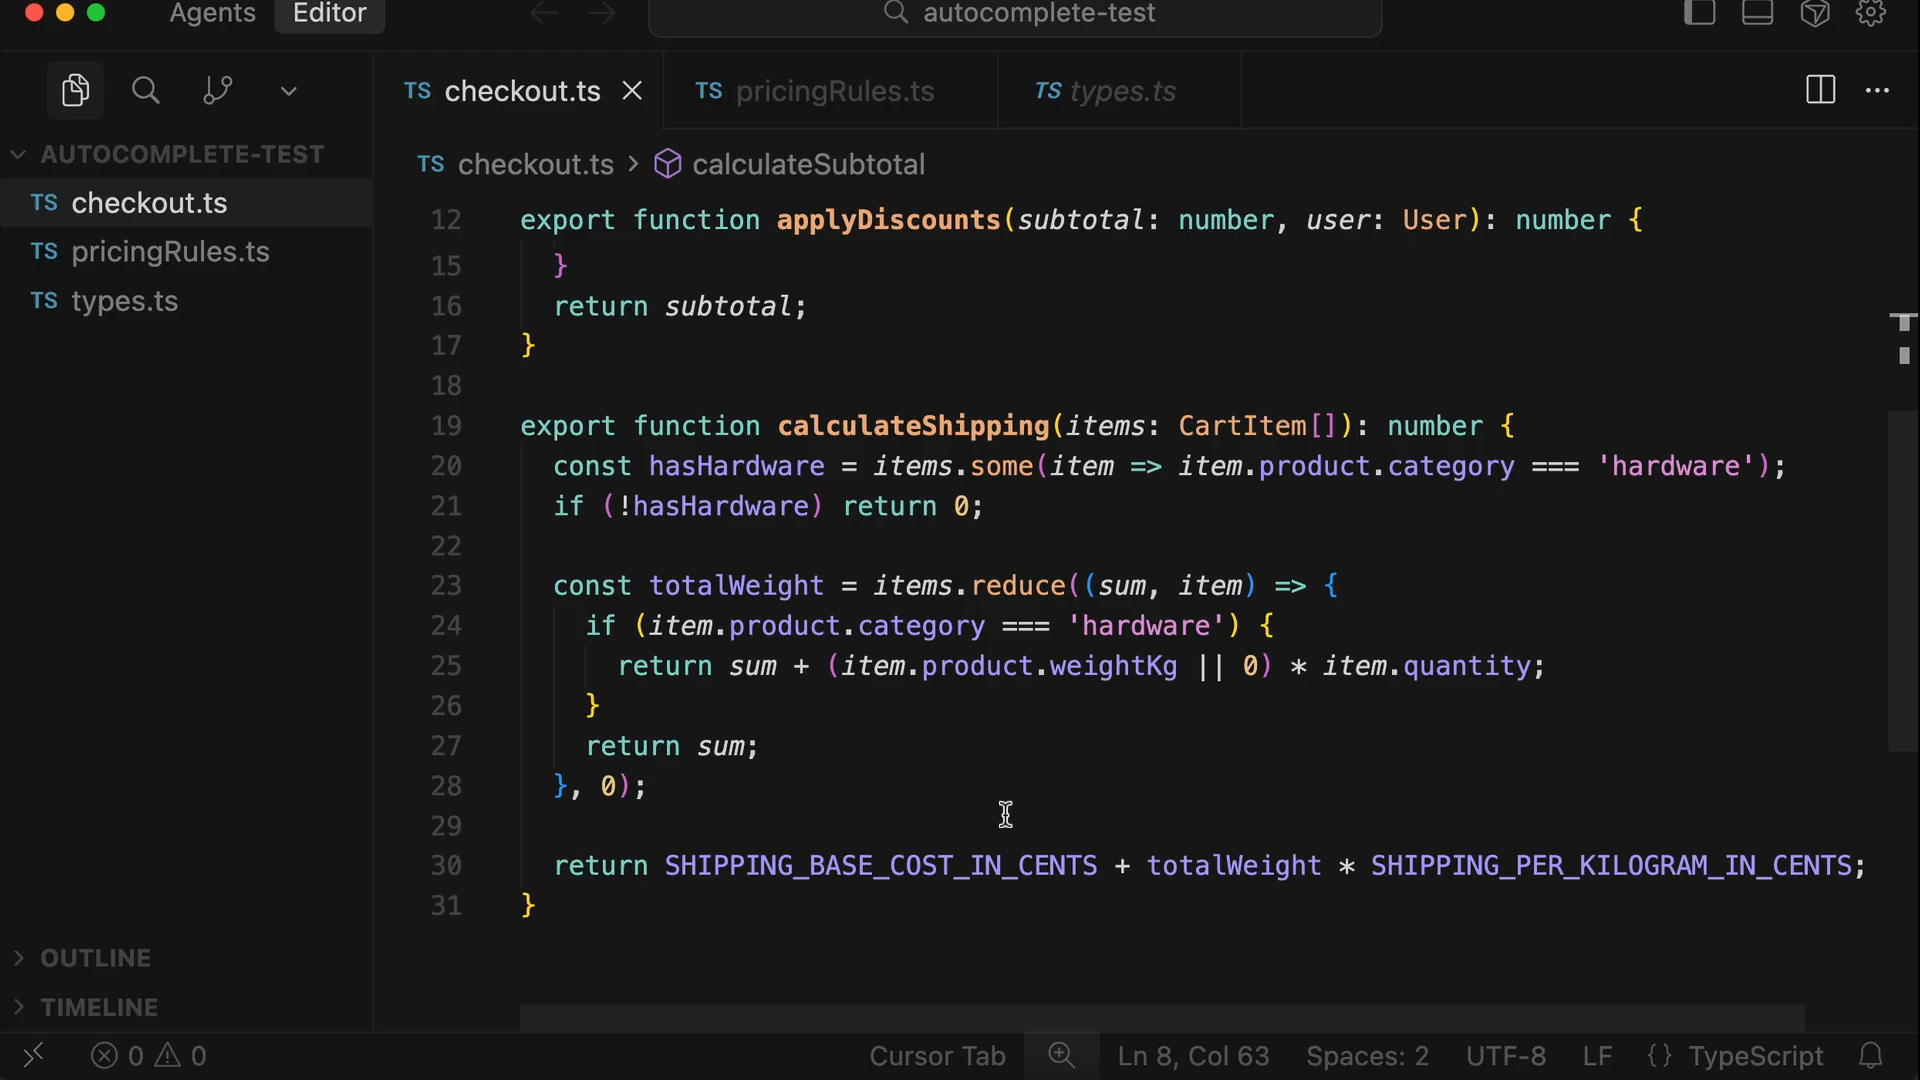 Agents Editor autocomplete-test
TS checkout.ts TS pricingRules.ts TS types.ts
AUTOCOMPLETE-TEST
TS checkout.ts
TS pricingRules.ts
TS types.ts
OUTLINE
TIMELINE
TS checkout.ts > calculateSubtotal
12 export function applyDiscounts(subtotal: number, user: User): number {
15 }
16 return subtotal;
17 }
18
19 export function calculateShipping(items: CartItem[]): number {
20 const hasHardware = items.some(item => item.product.category === 'hardware');
21 if (!hasHardware) return 0;
22
23 const totalWeight = items.reduce((sum, item) => {
24 if (item.product.category === 'hardware') {
25 return sum + (item.product.weightKg || 0) * item.quantity;
26 }
27 return sum;
28 }, 0);
29
30 return SHIPPING_BASE_COST_IN_CENTS + totalWeight * SHIPPING_PER_KILOGRAM_IN_CENTS;
31 }
0 0 Cursor Tab Ln 8, Col 63 Spaces: 2 UTF-8 LF {} TypeScript